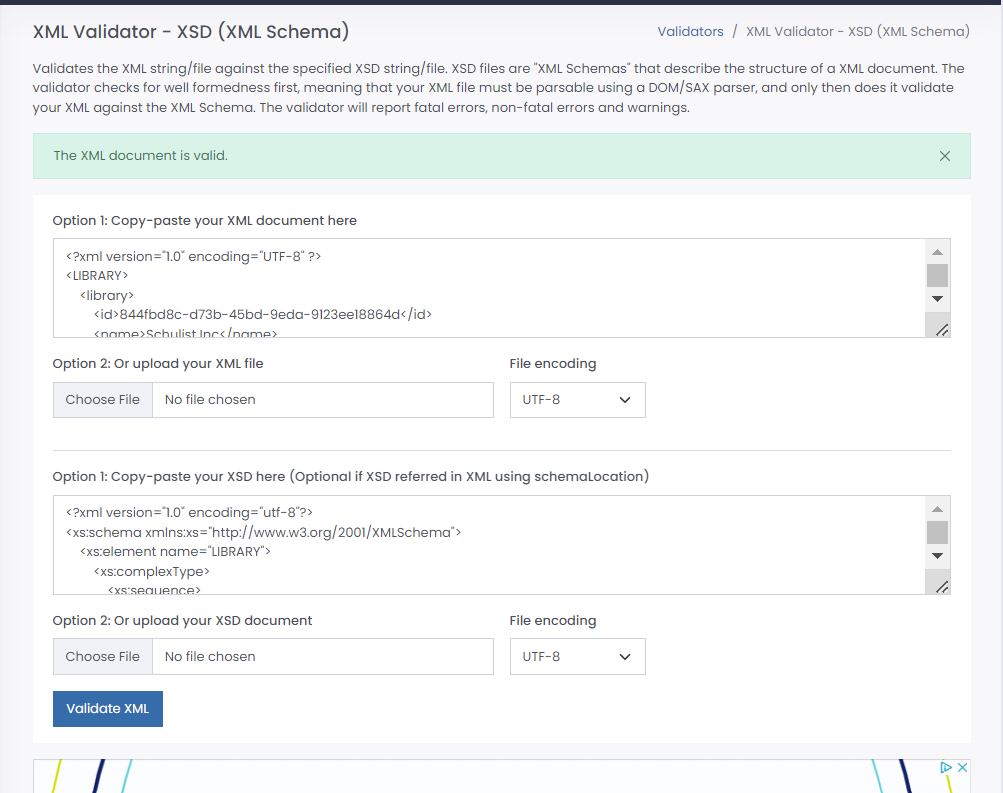 XML Validator - XSD (XML Schema)
Validators / XML Validator - XSD (XML Schema)
Validates the XML string/file against the specified XSD string/file. XSD files are "XML Schemas" that describe the structure of a XML document. The
validator checks for well formedness first, meaning that your XML file must be parsable using a DOM/SAX parser, and only then does it validate
your XML against the XML Schema. The validator will report fatal errors, non-fatal errors and warnings.
The XML document is valid.
Option 1: Copy-paste your XML document here
<?xml version="1.0" encoding="UTF-8" ?>
<LIBRARY>
<library>
<id>844fbd8c-d73b-45bd-9eda-9123ee18864d</id>
<name>Schulist Inc</name>
Option 2: Or upload your XML file
File encoding
Choose File No file chosen
UTF-8
Option 1: Copy-paste your XSD here (Optional if XSD referred in XML using schemaLocation)
<?xml version="1.0" encoding="utf-8"?>
<xs:schema xmlns:xs="http://www.w3.org/2001/XMLSchema">
<xs:element name="LIBRARY">
<xs:complexType>
<xs:sequence>
Option 2: Or upload your XSD document
File encoding
Choose File No file chosen
UTF-8
Validate XML